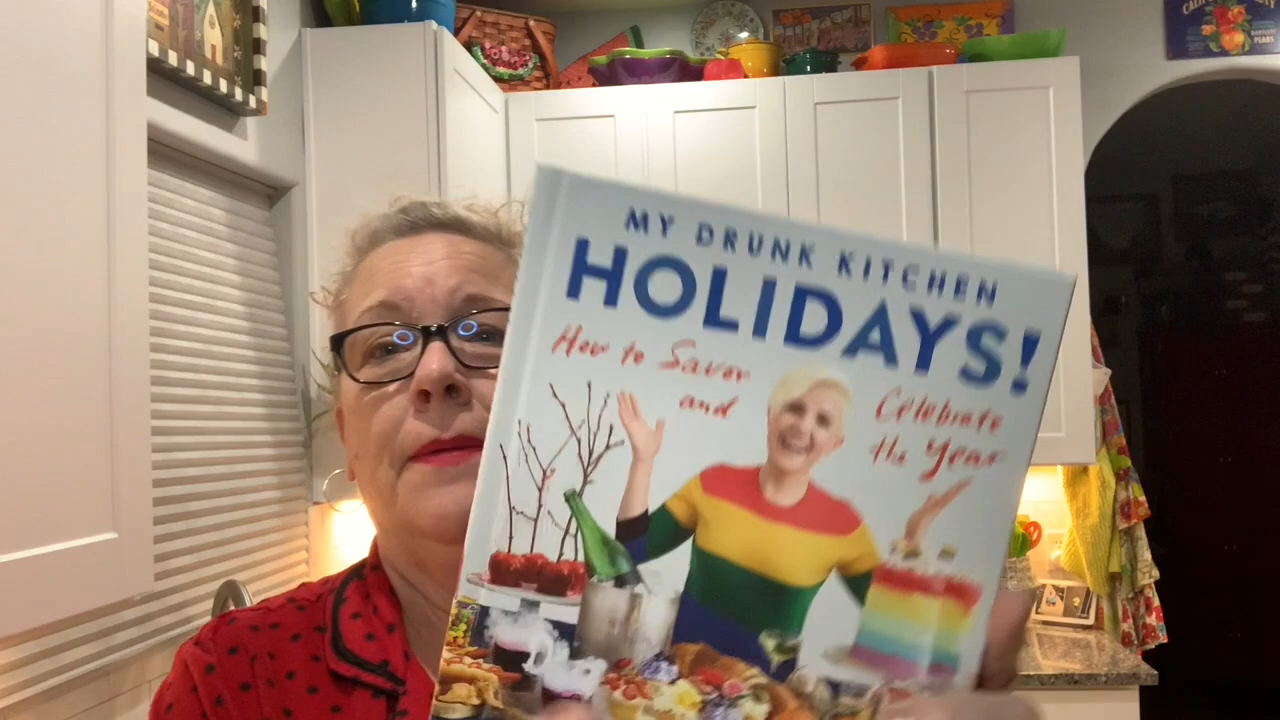 MY DRUNK KITCHEN
HOLIDAYS!
How to Savor
and
Celebrate
the Year